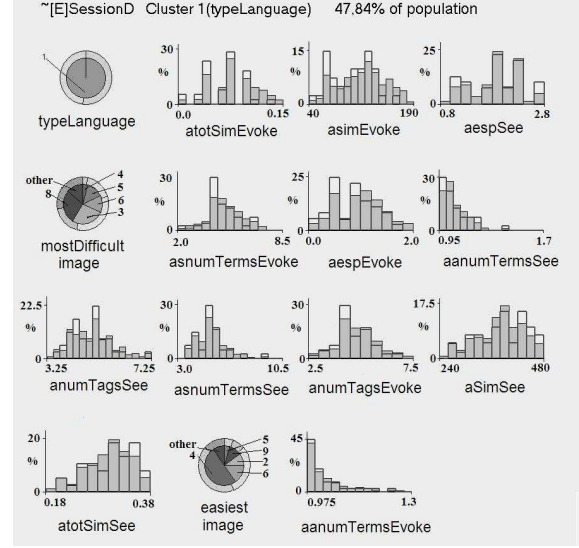 ~[E]SessionD Cluster 1(typeLanguage) 47,84% of population
1
typeLanguage
30
%
0
0.0 0.15
atotSimEvoke
15
%
0
40 190
asimEvoke
25
%
0
0.8 2.8
aespSee
other
8
4
5
6
3
mostDifficult
image
30
%
0
2.0 8.5
asnumTermsEvoke
25
%
0
0.0 2.0
aespEvoke
30
%
0
0.95 1.7
aanumTermsSee
22.5
%
0
3.25 7.25
anumTagsSee
30
%
0
3.0 10.5
asnumTermsSee
30
%
0
2.5 7.5
anumTagsEvoke
17,5
%
0
240 480
aSimSee
20
%
0
0.18 0.38
atotSimSee
other
4
5
9
2
6
easiest
image
45
%
0
0.975 1.3
aanumTermsEvoke